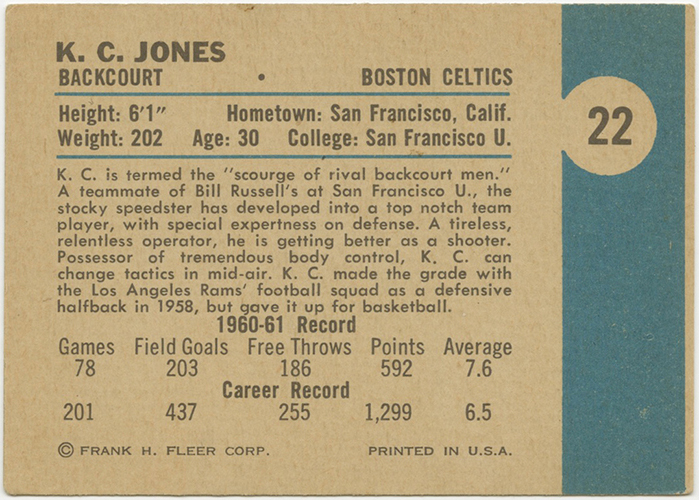 K. C. JONES
BACKCOURT • BOSTON CELTICS
22
Height: 6'1" Hometown: San Francisco, Calif.
Weight: 202 Age: 30 College: San Francisco U.
K. C. is termed the "scourge of rival backcourt men."
A teammate of Bill Russell's at San Francisco U., the
stocky speedster has developed into a top notch team
player, with special expertness on defense. A tireless,
relentless operator, he is getting better as a shooter.
Possessor of tremendous body control, K. C. can
change tactics in mid-air. K. C. made the grade with
the Los Angeles Rams' football squad as a defensive
halfback in 1958, but gave it up for basketball.
1960-61 Record
Games Field Goals Free Throws Points Average
78 203 186 592 7.6
Career Record
201 437 255 1,299 6.5
© FRANK H. FLEER CORP. PRINTED IN U.S.A.